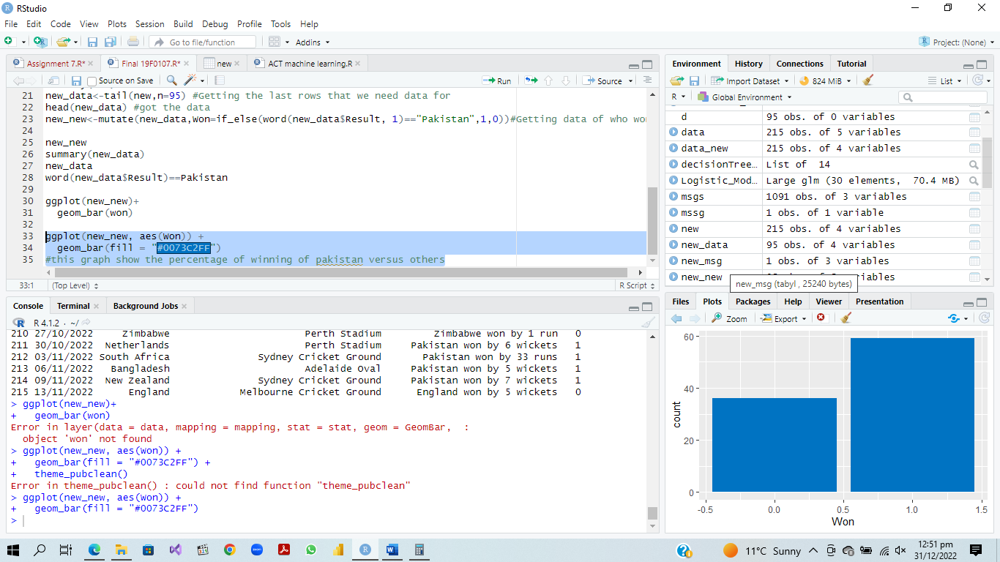 RStudio
File Edit Code View Plots Session Build Debug Profile Tools Help
Go to file/function Addins Project: (None)
Assignment 7.R* Final 19F0107.R* new ACT machine learning.R
Source on Save Run Source
21 new_data<-tail(new,n=95) #Getting the last rows that we need data for
22 head(new_data) #got the data
23 new_new<-mutate(new_data,Won=if_else(word(new_data$Result, 1)=="Pakistan",1,0))#Getting data of who wo
24
25 new_new
26 summary(new_data)
27 new_data
28 word(new_data$Result)==Pakistan
29
30 ggplot(new_new)+
31 geom_bar(won)
32
33 ggplot(new_new, aes(Won)) +
34 geom_bar(fill = "#0073C2FF")
35 #this graph show the percentage of winning of pakistan versus others
33:1 (Top Level) R Script
Console Terminal Background Jobs
R 4.1.2 · ~/
210 27/10/2022 Zimbabwe Perth Stadium Zimbabwe won by 1 run 0
211 30/10/2022 Netherlands Perth Stadium Pakistan won by 6 wickets 1
212 03/11/2022 South Africa Sydney Cricket Ground Pakistan won by 33 runs 1
213 06/11/2022 Bangladesh Adelaide Oval Pakistan won by 5 wickets 1
214 09/11/2022 New Zealand Sydney Cricket Ground Pakistan won by 7 wickets 1
215 13/11/2022 England Melbourne Cricket Ground England won by 5 wickets 0
> ggplot(new_new)+
+ geom_bar(won)
Error in layer(data = data, mapping = mapping, stat = stat, geom = GeomBar, :
object 'won' not found
> ggplot(new_new, aes(Won)) +
+ geom_bar(fill = "#0073C2FF") +
+ theme_pubclean()
Error in theme_pubclean() : could not find function "theme_pubclean"
> ggplot(new_new, aes(Won)) +
+ geom_bar(fill = "#0073C2FF")
>
Environment History Connections Tutorial
Import Dataset 824 MiB List
R Global Environment
d 95 obs. of 0 variables
data 215 obs. of 5 variables
data_new 215 obs. of 4 variables
decisionTree… List of 14
Logistic_Mod… Large glm (30 elements, 70.4 MB)
msgs 1091 obs. of 3 variables
mssg 1 obs. of 1 variable
new 215 obs. of 4 variables
new_data 95 obs. of 4 variables
new_msg 1 obs. of 3 variables
new_new
new_msg (tabyl , 25240 bytes)
Files Plots Packages Help Viewer Presentation
Zoom Export
60
40
20
0
count
-0.5 0.0 0.5 1.0 1.5
Won
321
zoom
11°C Sunny
12:51 pm
31/12/2022